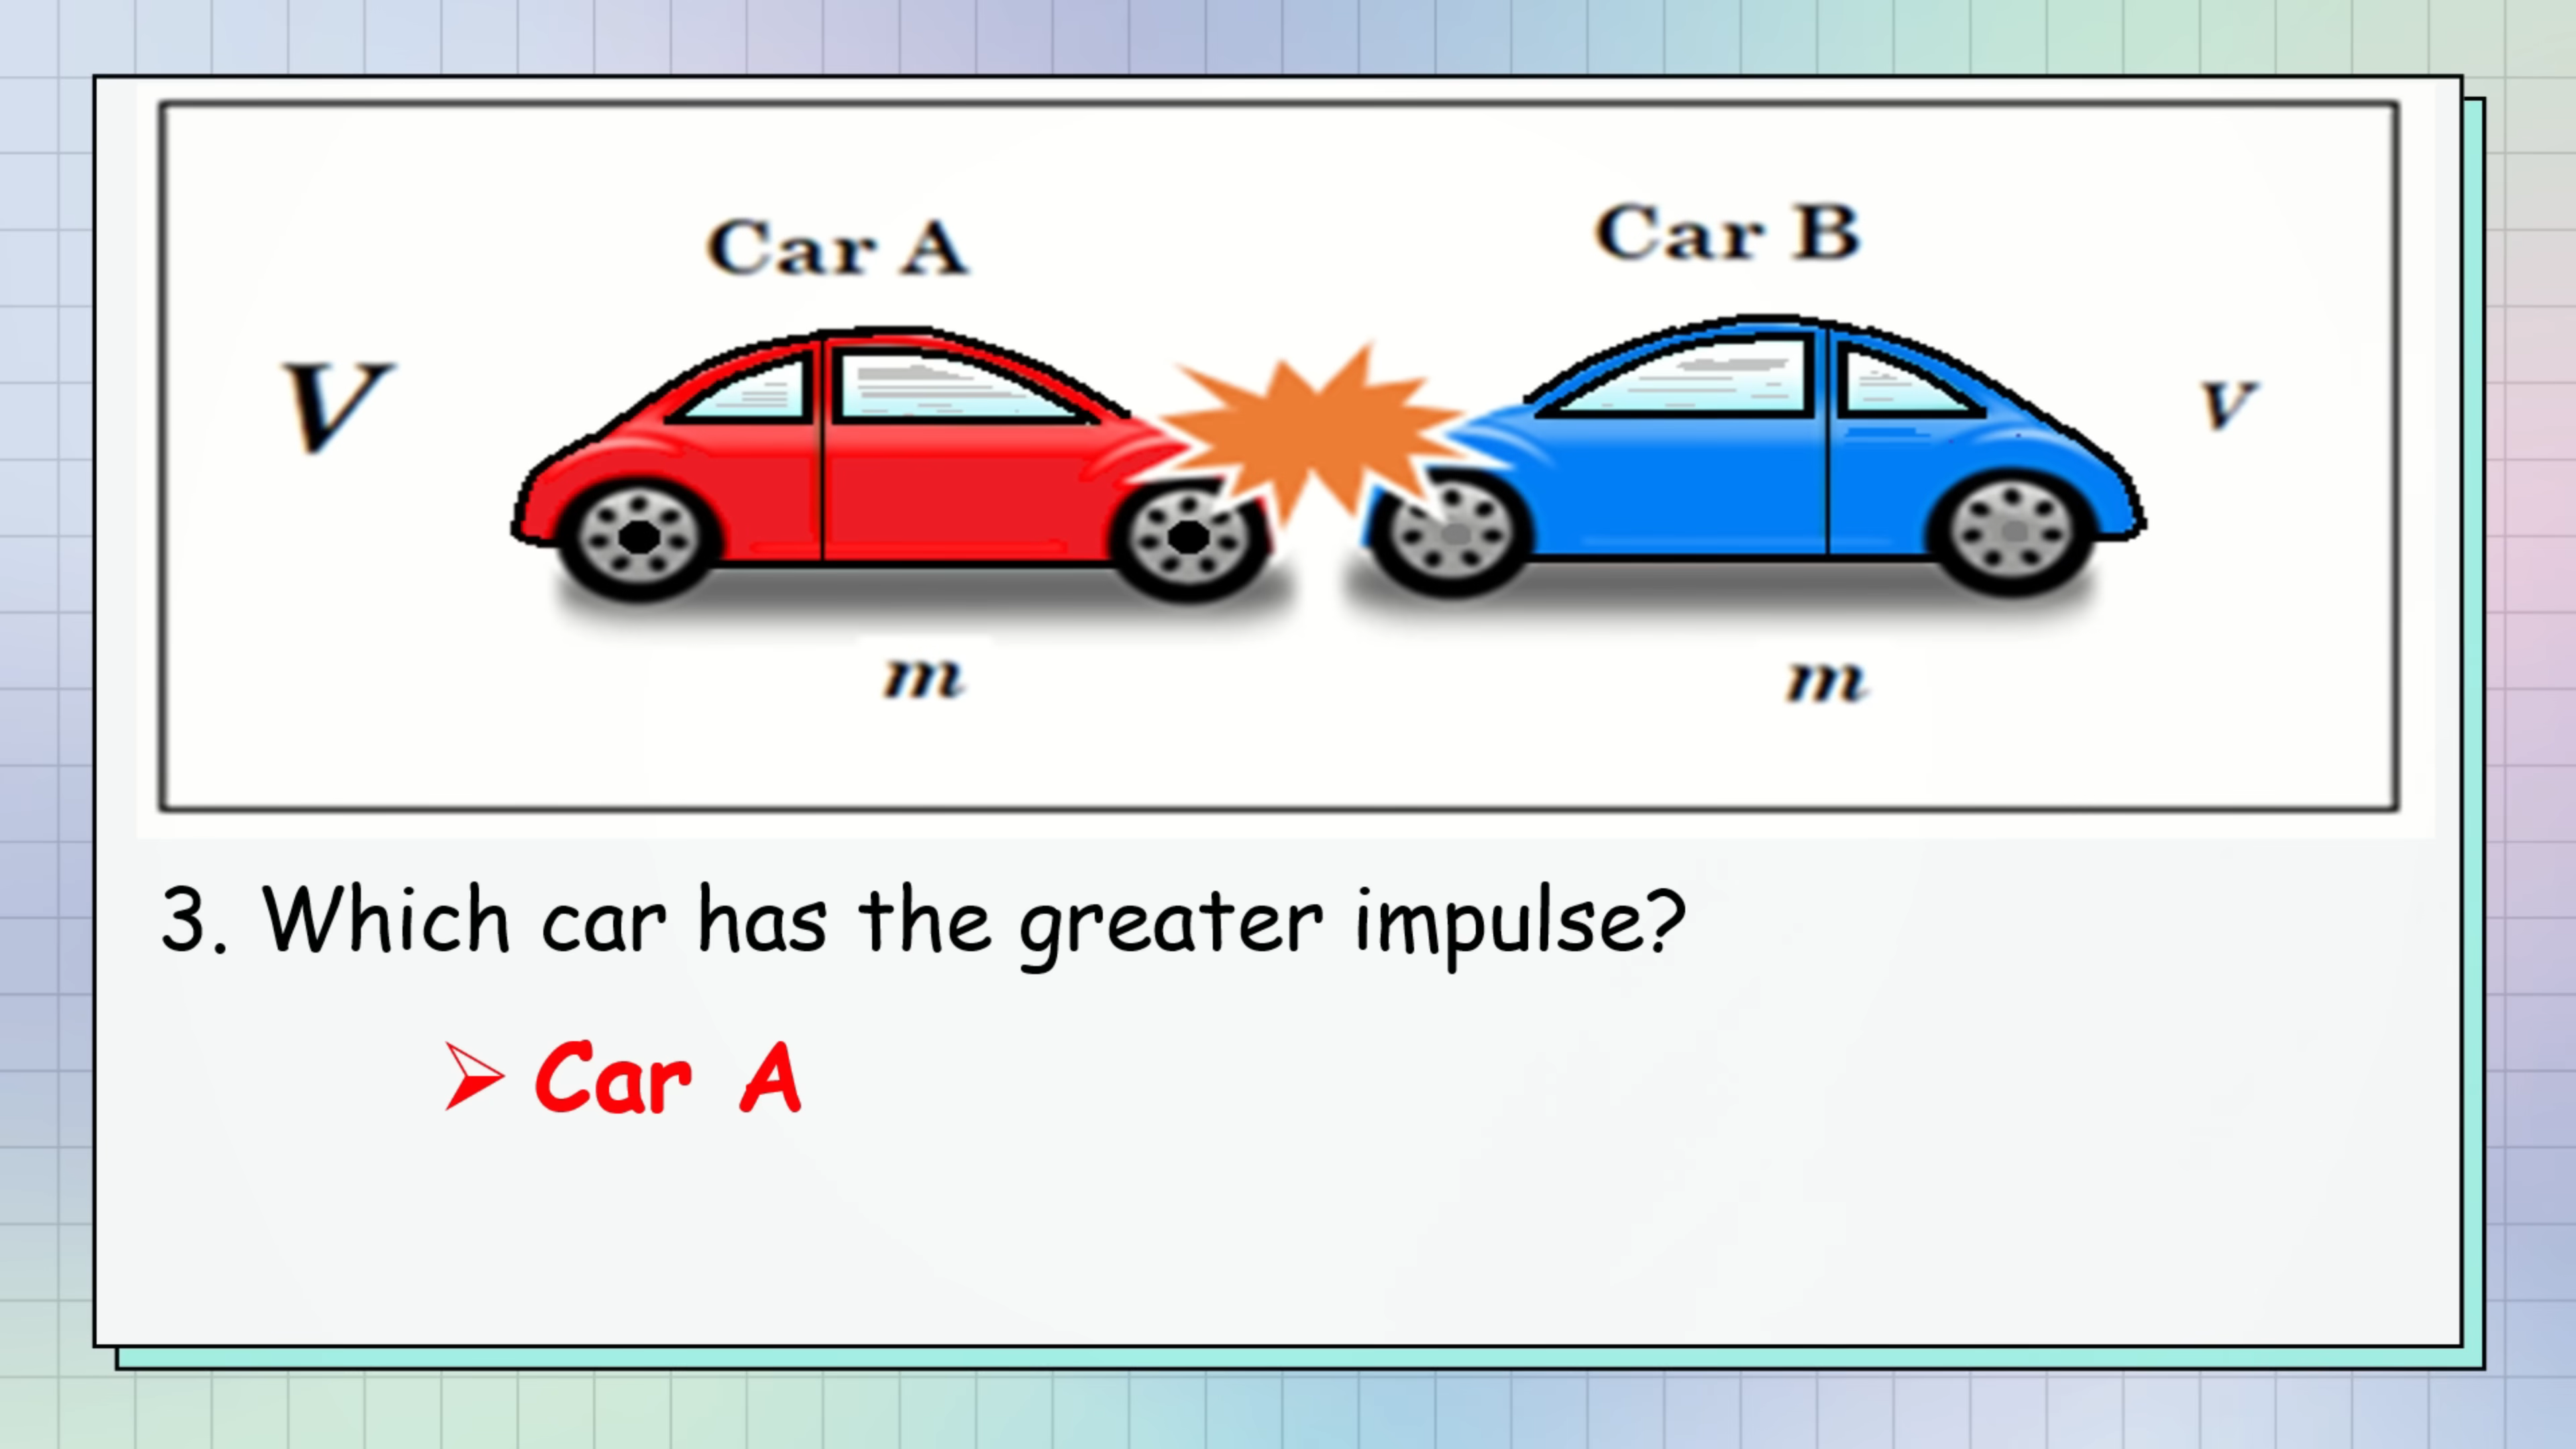 Car A
Car B
V
V
m
m
3. Which car has the greater impulse?
➢ Car A